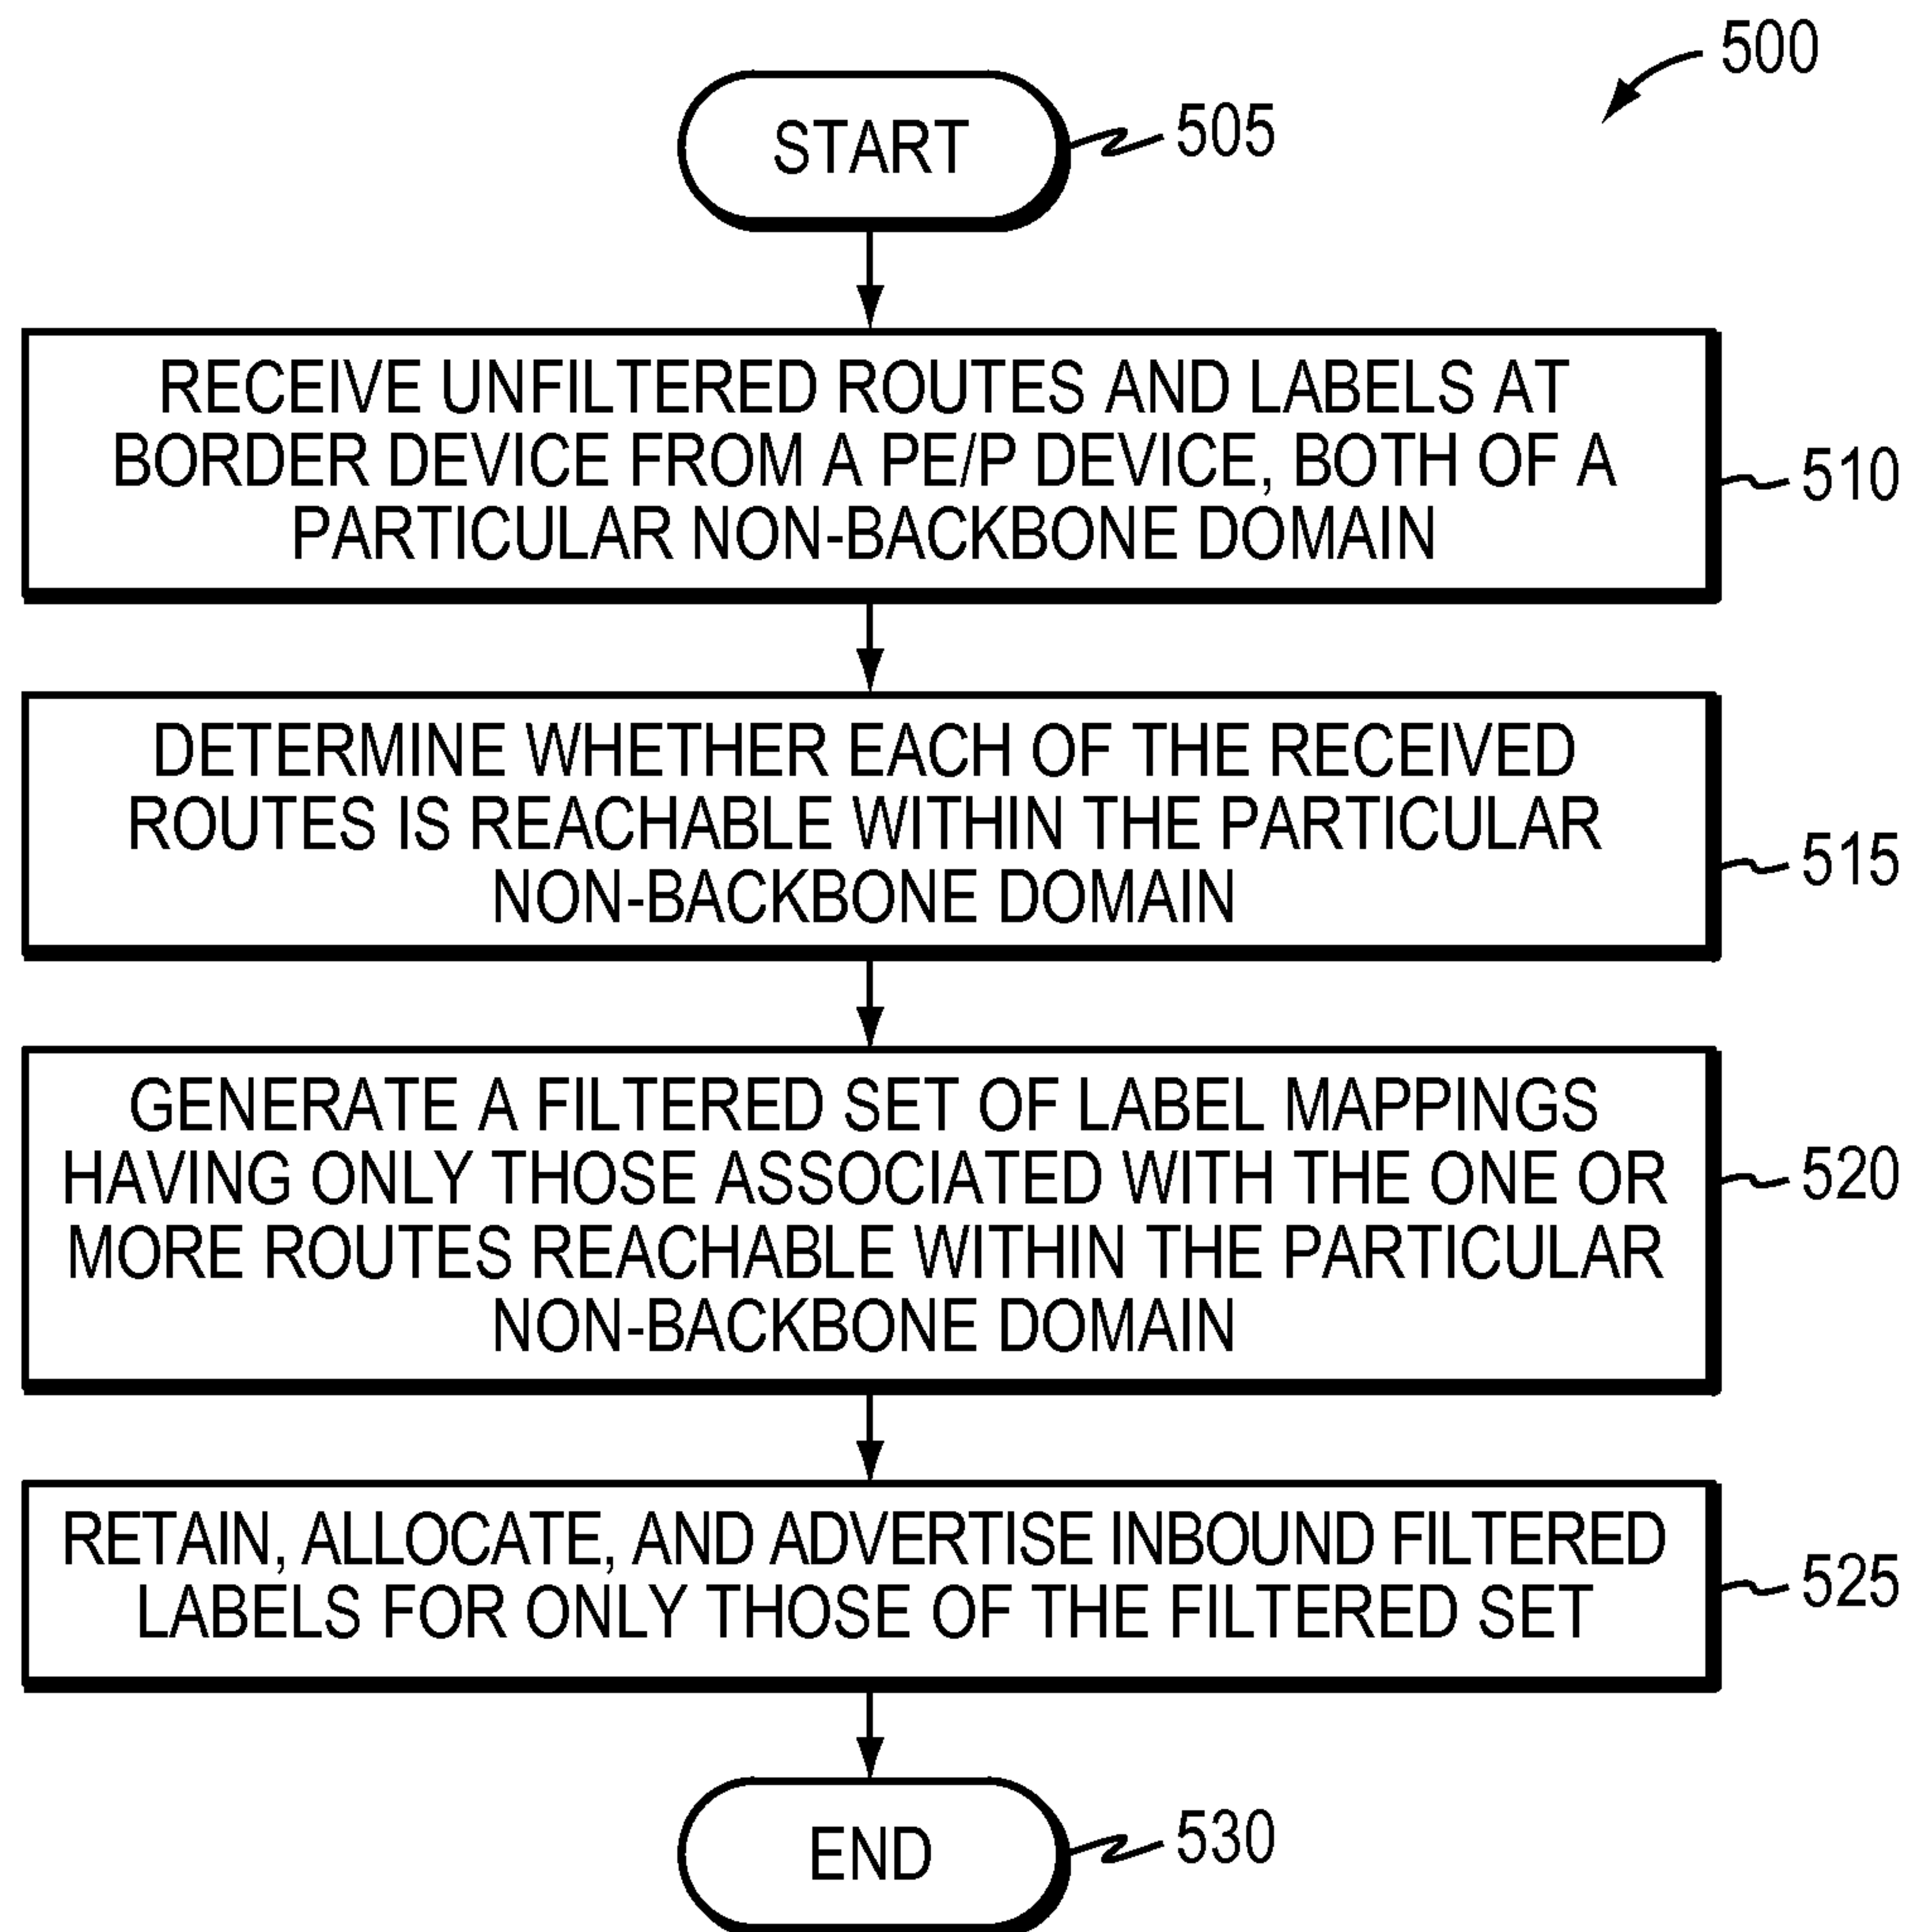 500
START
505
RECEIVE UNFILTERED ROUTES AND LABELS AT
BORDER DEVICE FROM A PE/P DEVICE, BOTH OF A
PARTICULAR NON-BACKBONE DOMAIN
510
DETERMINE WHETHER EACH OF THE RECEIVED
ROUTES IS REACHABLE WITHIN THE PARTICULAR
NON-BACKBONE DOMAIN
515
GENERATE A FILTERED SET OF LABEL MAPPINGS
HAVING ONLY THOSE ASSOCIATED WITH THE ONE OR
MORE ROUTES REACHABLE WITHIN THE PARTICULAR
NON-BACKBONE DOMAIN
520
RETAIN, ALLOCATE, AND ADVERTISE INBOUND FILTERED
LABELS FOR ONLY THOSE OF THE FILTERED SET
525
END
530